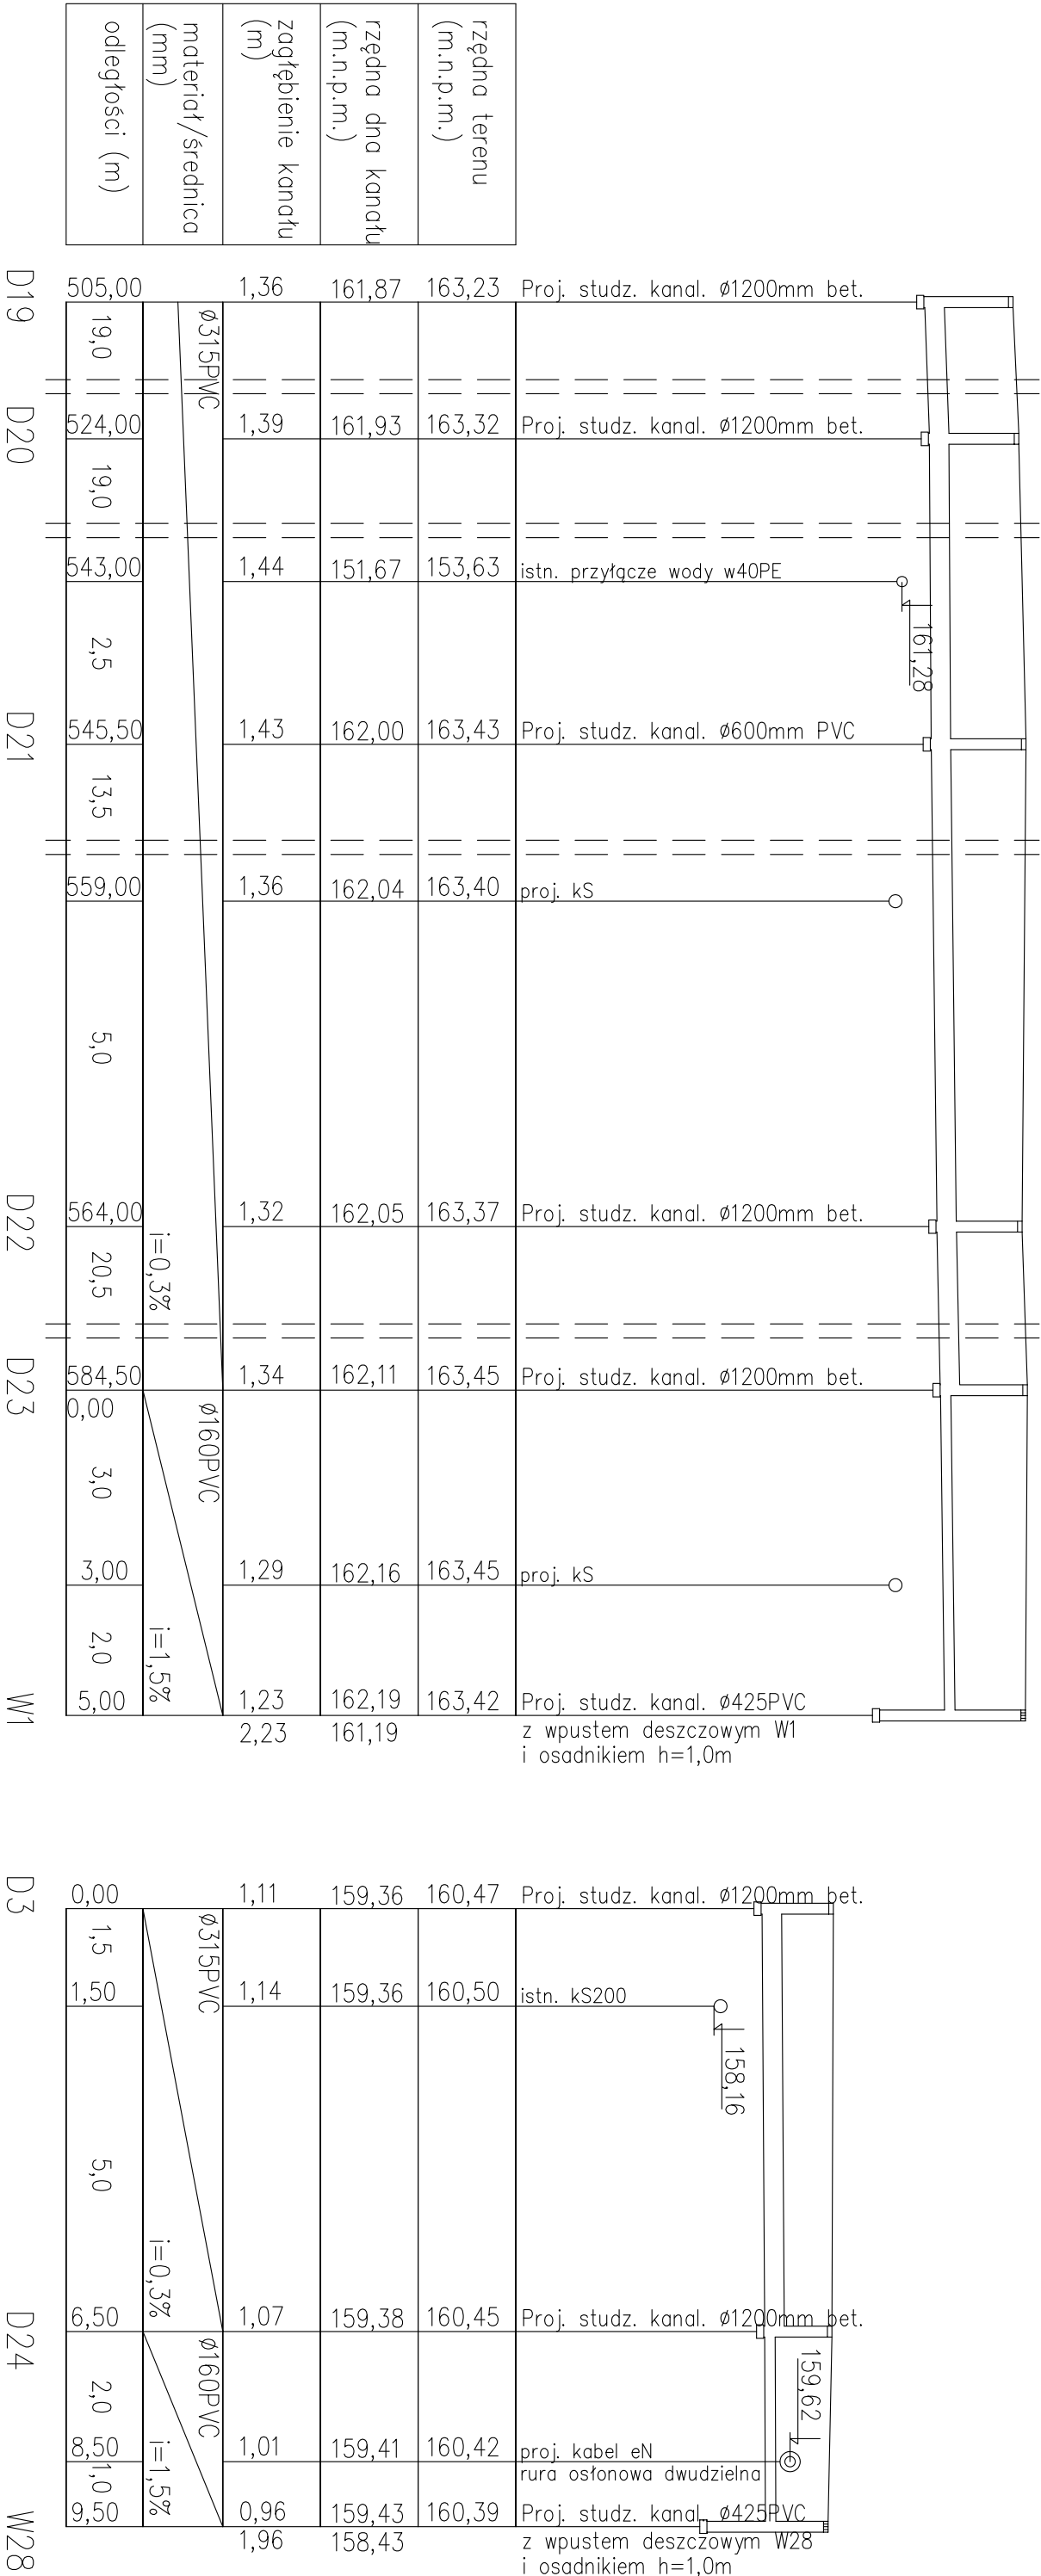 rzędna terenu
(m.n.p.m.)
rzędna dna kanału
(m.n.p.m.)
zagłębienie kanału
(m)
materiał/średnica
(mm)
odległości (m)
D19
505,00
1,36
161,87
163,23
Proj. studz. kanal. Ø1200mm bet.
19,0
Ø315PVC
D20
524,00
1,39
161,93
163,32
Proj. studz. kanal. Ø1200mm bet.
19,0
543,00
1,44
151,67
153,63
istn. przyłącze wody w40PE
161,28
2,5
D21
545,50
1,43
162,00
163,43
Proj. studz. kanal. Ø600mm PVC
13,5
559,00
1,36
162,04
163,40
proj. kS
5,0
D22
564,00
1,32
162,05
163,37
Proj. studz. kanal. Ø1200mm bet.
20,5
i=0,3%
D23
584,50
1,34
162,11
163,45
Proj. studz. kanal. Ø1200mm bet.
0,00
Ø160PVC
3,0
3,00
1,29
162,16
163,45
proj. kS
2,0
i=1,5%
W1
5,00
1,23
162,19
163,42
Proj. studz. kanal. Ø425PVC
2,23
161,19
z wpustem deszczowym W1
i osadnikiem h=1,0m
D3
0,00
1,11
159,36
160,47
Proj. studz. kanal. Ø1200mm bet.
1,5
Ø315PVC
1,50
1,14
159,36
160,50
istn. kS200
158,16
5,0
i=0,3%
D24
6,50
1,07
159,38
160,45
Proj. studz. kanal. Ø1200mm bet.
Ø160PVC
159,62
2,0
8,50
1,01
159,41
160,42
proj. kabel eN
rura osłonowa dwudzielna
1,0
i=1,5%
W28
9,50
0,96
159,43
160,39
Proj. studz. kanal. Ø425PVC
1,96
158,43
z wpustem deszczowym W28
i osadnikiem h=1,0m